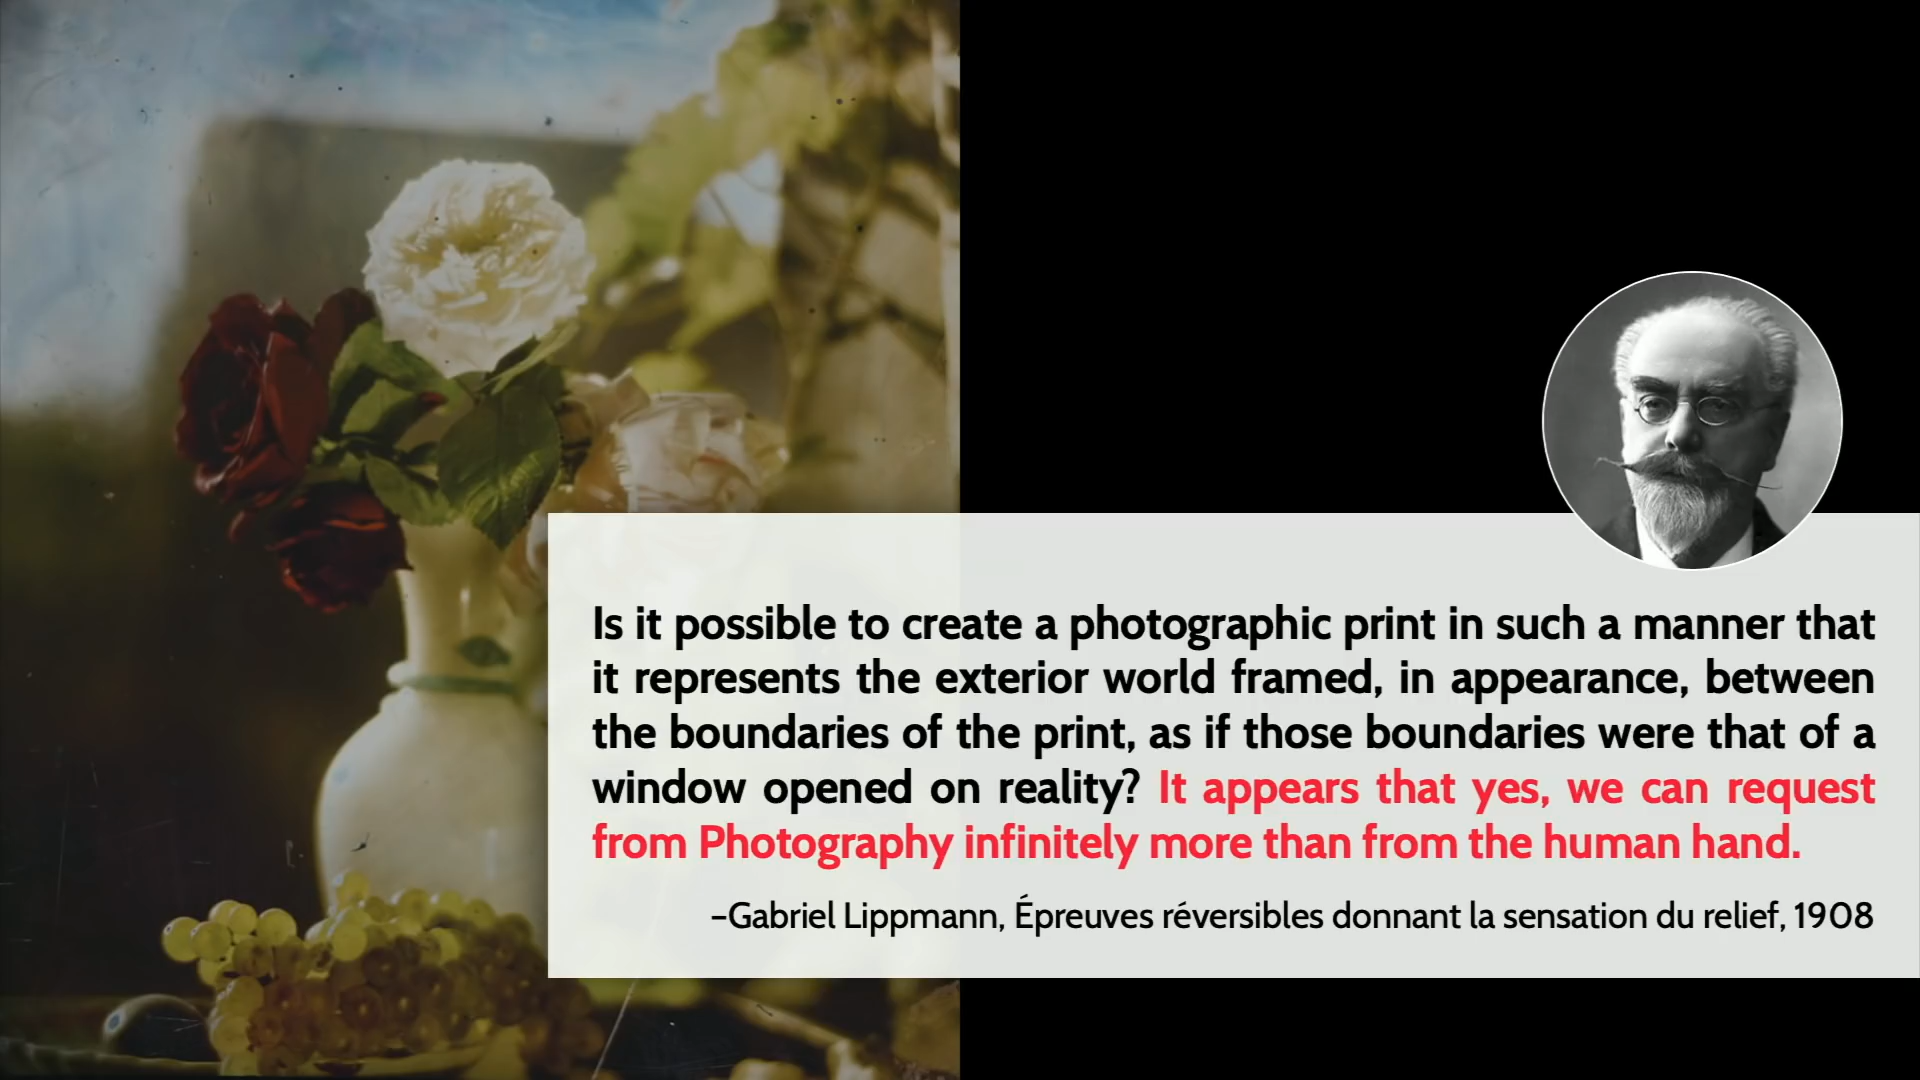 Is it possible to create a photographic print in such a manner that
it represents the exterior world framed, in appearance, between
the boundaries of the print, as if those boundaries were that of a
window opened on reality? It appears that yes, we can request
from Photography infinitely more than from the human hand.
–Gabriel Lippmann, Épreuves réversibles donnant la sensation du relief, 1908